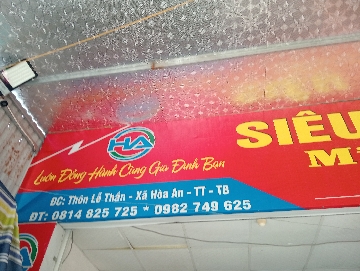 HA
SIÊU
Luôn Đồng Hành Cùng Gia Đình Bạn
ĐC: Thôn Lễ Thần - Xã Hòa An - TT - TB
ĐT: 0814 825 725 * 0982 749 625